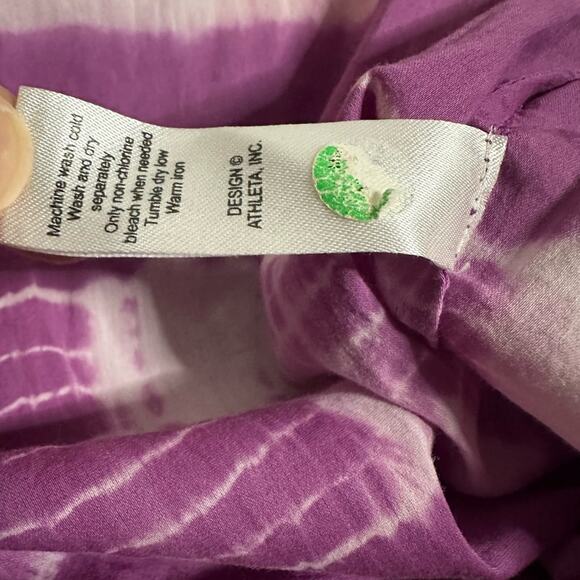 Machine wash cold
Wash and dry
separately
Only non-chlorine
bleach when needed
Tumble dry low
Warm iron
DESIGN ©
ATHLETA, INC.